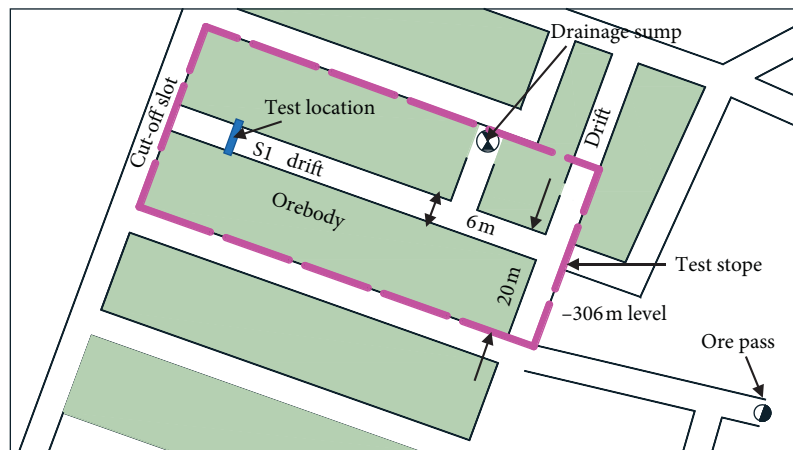 Drainage sump
Cut-off slot
Test location
Drift
S1 drift
Orebody
6 m
20 m
Test stope
–306 m level
Ore pass